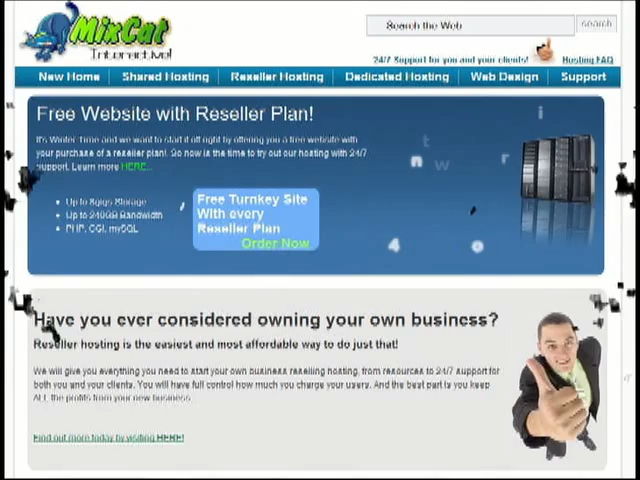 MixCat
Interactive!
Search the Web
search
24/7 Support for you and your clients!
Hosting FAQ
New Home
Shared Hosting
Reseller Hosting
Dedicated Hosting
Web Design
Support
Free Website with Reseller Plan!
It's Winter Time and we want to start it off right by offering you a free website with
your purchase of a reseller plan! So now is the time to try out our hosting with 24/7
support. Learn more HERE...
Up to 8gigs Storage
Up to 240GB Bandwidth
PHP, CGI, mySQL
Free Turnkey Site
With every
Reseller Plan
Order Now
i
t
n w r
4 o
Have you ever considered owning your own business?
Reseller hosting is the easiest and most affordable way to do just that!
We will give you everything you need to start your own business reselling hosting, from resources to 24/7 support for
both you and your clients. You will have full control how much you charge your users. And the best part is you keep
ALL the profits from your new business.
Find out more today by visiting HERE!